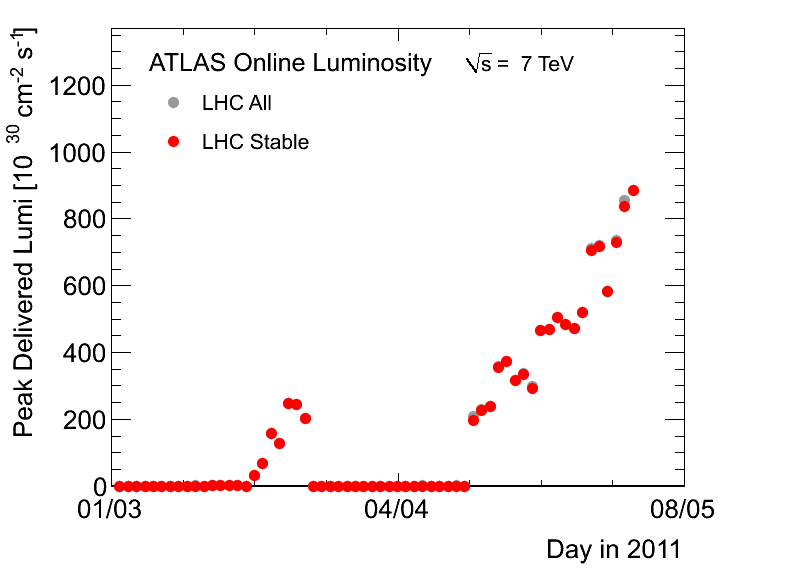 Peak Delivered Lumi [10 30 cm-2 s-1]
ATLAS Online Luminosity √s = 7 TeV
LHC All
LHC Stable
1200
1000
800
600
400
200
0
01/03 04/04 08/05
Day in 2011